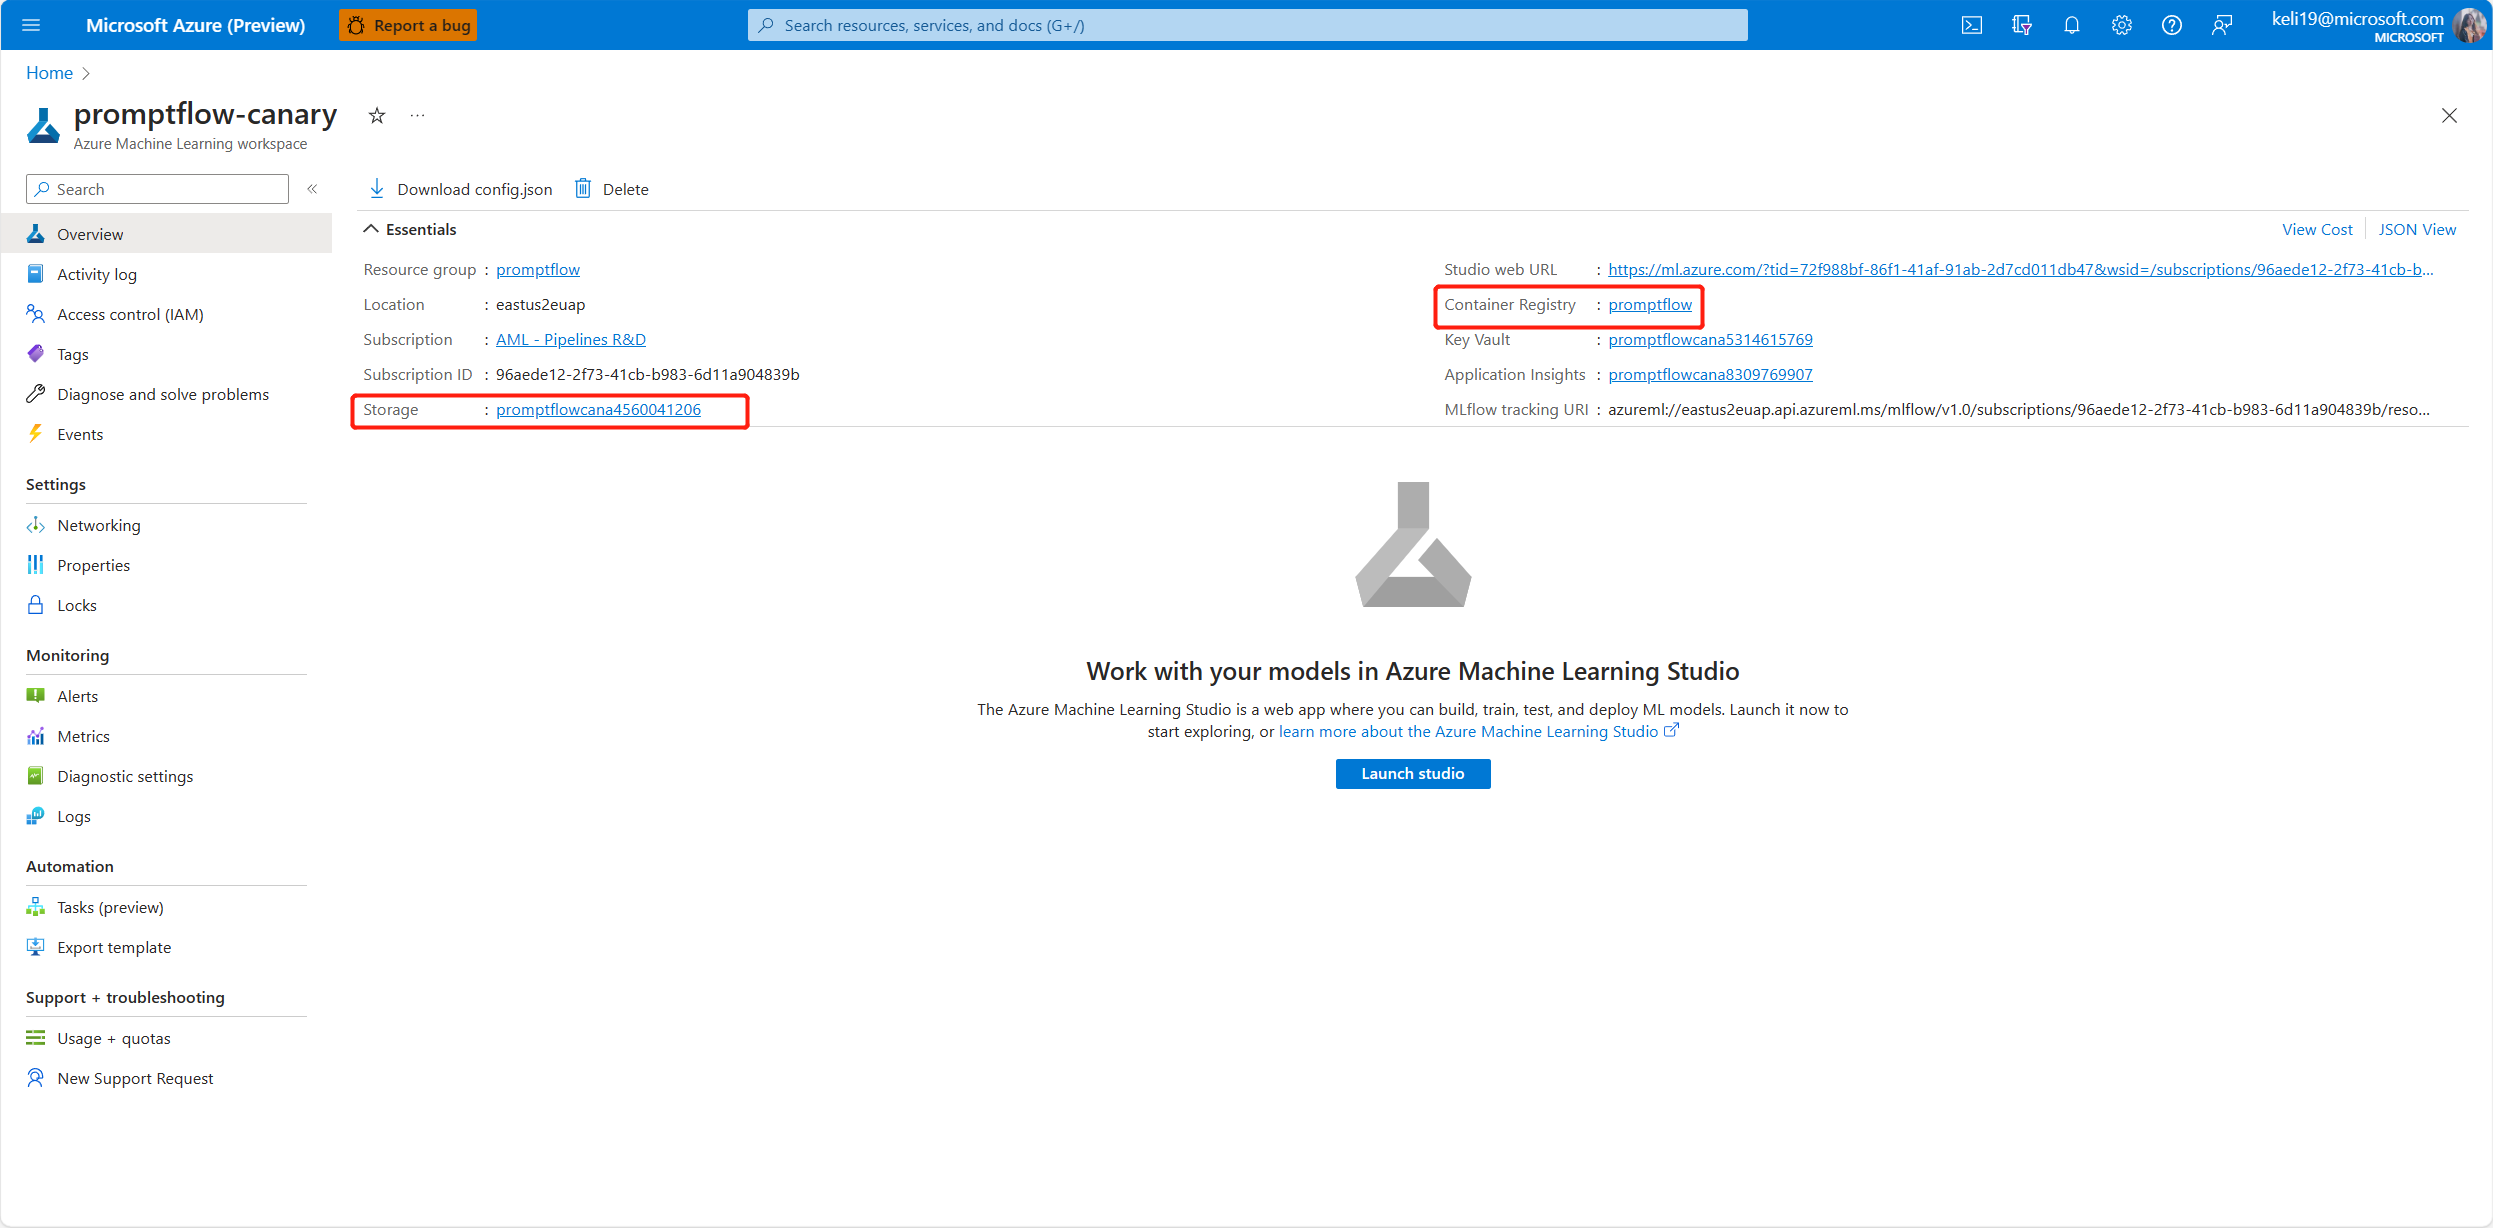 Microsoft Azure (Preview)
Report a bug
Search resources, services, and docs (G+/)
keli19@microsoft.com
MICROSOFT
Home
promptflow-canary
...
Azure Machine Learning workspace
Search
«
Download config.json
Delete
Overview
Activity log
Access control (IAM)
Tags
Diagnose and solve problems
Events
Settings
Networking
Properties
Locks
Monitoring
Alerts
Metrics
Diagnostic settings
Logs
Automation
Tasks (preview)
Export template
Support + troubleshooting
Usage + quotas
New Support Request
Essentials
View Cost
JSON View
Resource group : promptflow
Location : eastus2euap
Subscription : AML - Pipelines R&D
Subscription ID : 96aede12-2f73-41cb-b983-6d11a904839b
Storage : promptflowcana4560041206
Studio web URL : https://ml.azure.com/?tid=72f988bf-86f1-41af-91ab-2d7cd011db47&wsid=/subscriptions/96aede12-2f73-41cb-b...
Container Registry : promptflow
Key Vault : promptflowcana5314615769
Application Insights : promptflowcana8309769907
MLflow tracking URI : azureml://eastus2euap.api.azureml.ms/mlflow/v1.0/subscriptions/96aede12-2f73-41cb-b983-6d11a904839b/reso...
Work with your models in Azure Machine Learning Studio
The Azure Machine Learning Studio is a web app where you can build, train, test, and deploy ML models. Launch it now to
start exploring, or learn more about the Azure Machine Learning Studio
Launch studio